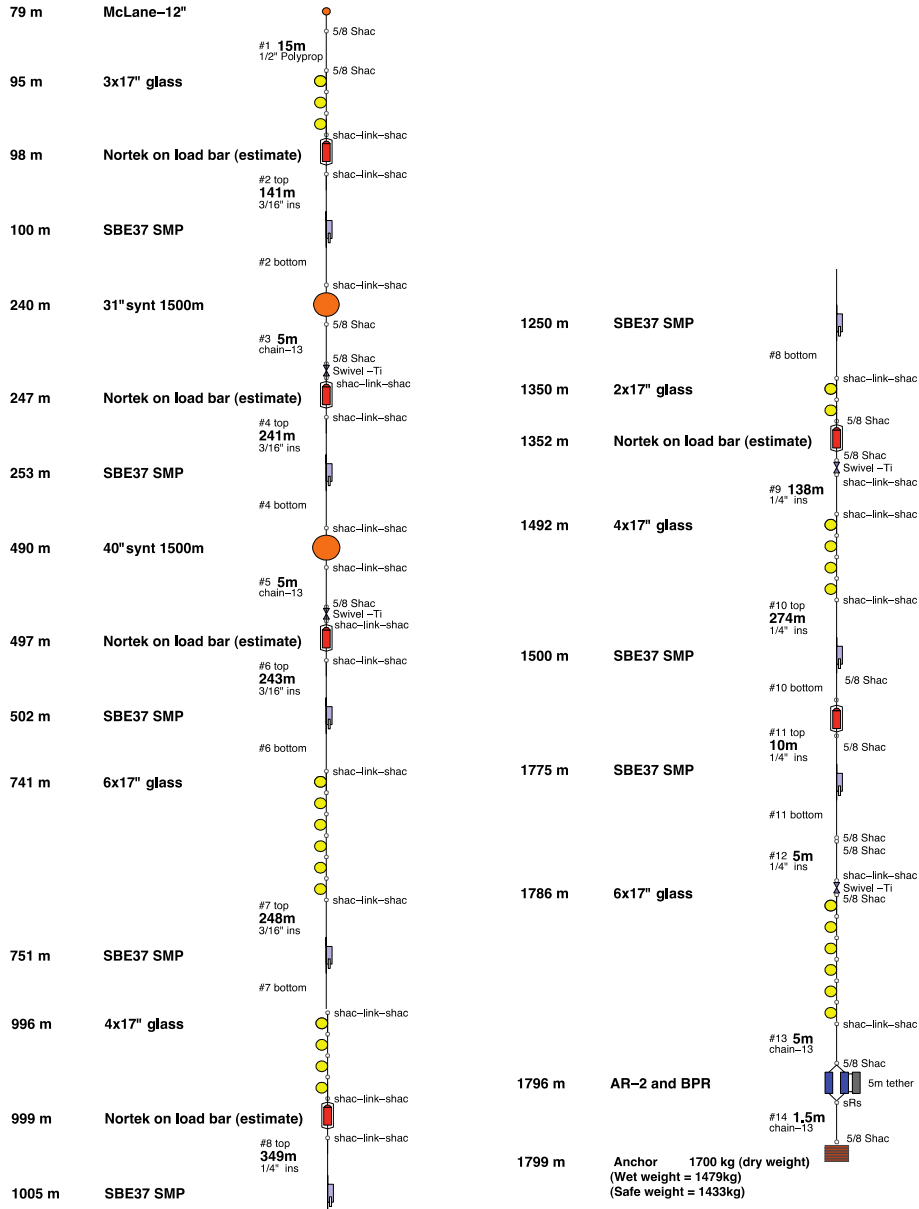 79 m McLane–12"
5/8 Shac
#1 15m
1/2" Polyprop
5/8 Shac
95 m 3x17" glass
shac–link–shac
98 m Nortek on load bar (estimate)
shac–link–shac
#2 top
141m
3/16" ins
100 m SBE37 SMP
#2 bottom
shac–link–shac
240 m 31"synt 1500m
5/8 Shac
#3 5m
chain–13
5/8 Shac
Swivel –Ti
shac–link–shac
247 m Nortek on load bar (estimate)
shac–link–shac
#4 top
241m
3/16" ins
253 m SBE37 SMP
#4 bottom
shac–link–shac
490 m 40"synt 1500m
shac–link–shac
#5 5m
chain–13
5/8 Shac
Swivel –Ti
shac–link–shac
497 m Nortek on load bar (estimate)
shac–link–shac
#6 top
243m
3/16" ins
502 m SBE37 SMP
#6 bottom
shac–link–shac
741 m 6x17" glass
shac–link–shac
#7 top
248m
3/16" ins
751 m SBE37 SMP
#7 bottom
shac–link–shac
996 m 4x17" glass
shac–link–shac
999 m Nortek on load bar (estimate)
shac–link–shac
#8 top
349m
1/4" ins
1005 m SBE37 SMP
1250 m SBE37 SMP
#8 bottom
shac–link–shac
1350 m 2x17" glass
5/8 Shac
1352 m Nortek on load bar (estimate)
5/8 Shac
Swivel –Ti
shac–link–shac
#9 138m
1/4" ins
shac–link–shac
1492 m 4x17" glass
shac–link–shac
#10 top
274m
1/4" ins
1500 m SBE37 SMP
5/8 Shac
#10 bottom
#11 top
10m
1/4" ins
5/8 Shac
1775 m SBE37 SMP
#11 bottom
5/8 Shac
5/8 Shac
#12 5m
1/4" ins
shac–link–shac
Swivel –Ti
5/8 Shac
1786 m 6x17" glass
shac–link–shac
#13 5m
chain–13
5/8 Shac
1796 m AR–2 and BPR 5m tether
sRs
#14 1.5m
chain–13
5/8 Shac
1799 m Anchor 1700 kg (dry weight)
(Wet weight = 1479kg)
(Safe weight = 1433kg)